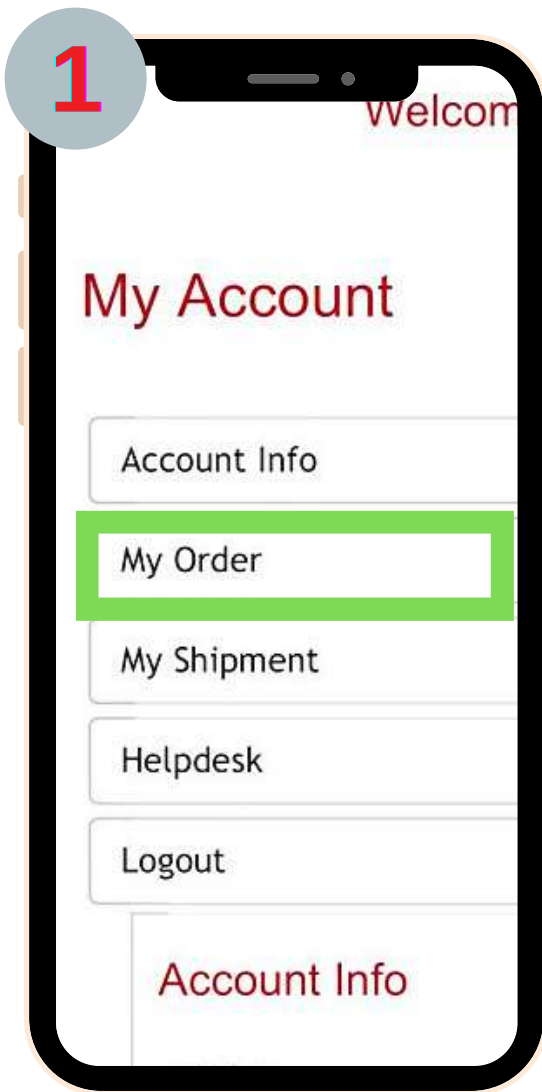 1
Welcom
My Account
Account Info
My Order
My Shipment
Helpdesk
Logout
Account Info